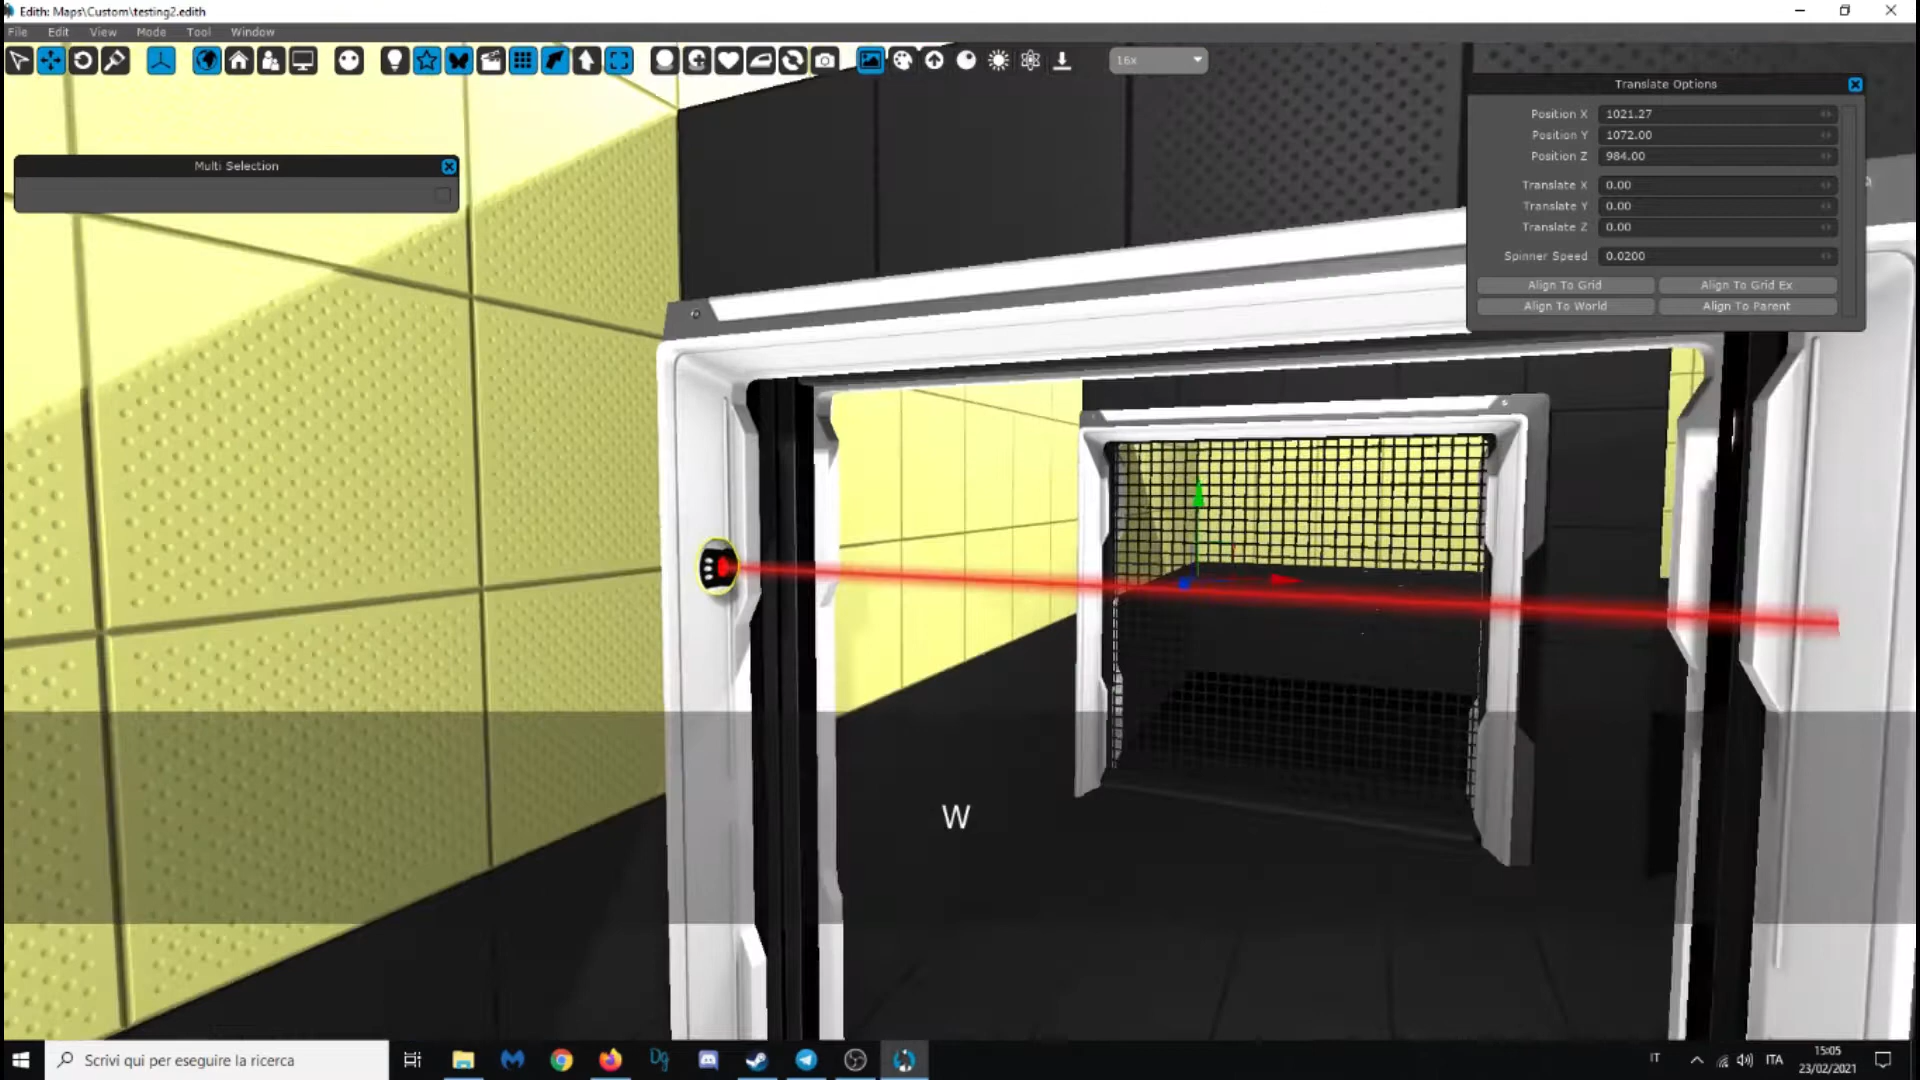 Edith: Maps\Custom\testing2.edith
File Edit View Mode Tool Window
16x
Translate Options
Position X 1021.27
Position Y 1072.00
Position Z 984.00
Translate X 0.00
Translate Y 0.00
Translate Z 0.00
Spinner Speed 0.0200
Align To Grid Align To Grid Ex
Align To World Align To Parent
Multi Selection
W
Scrivi qui per eseguire la ricerca
Dg
IT
ITA
15:05
23/02/2021